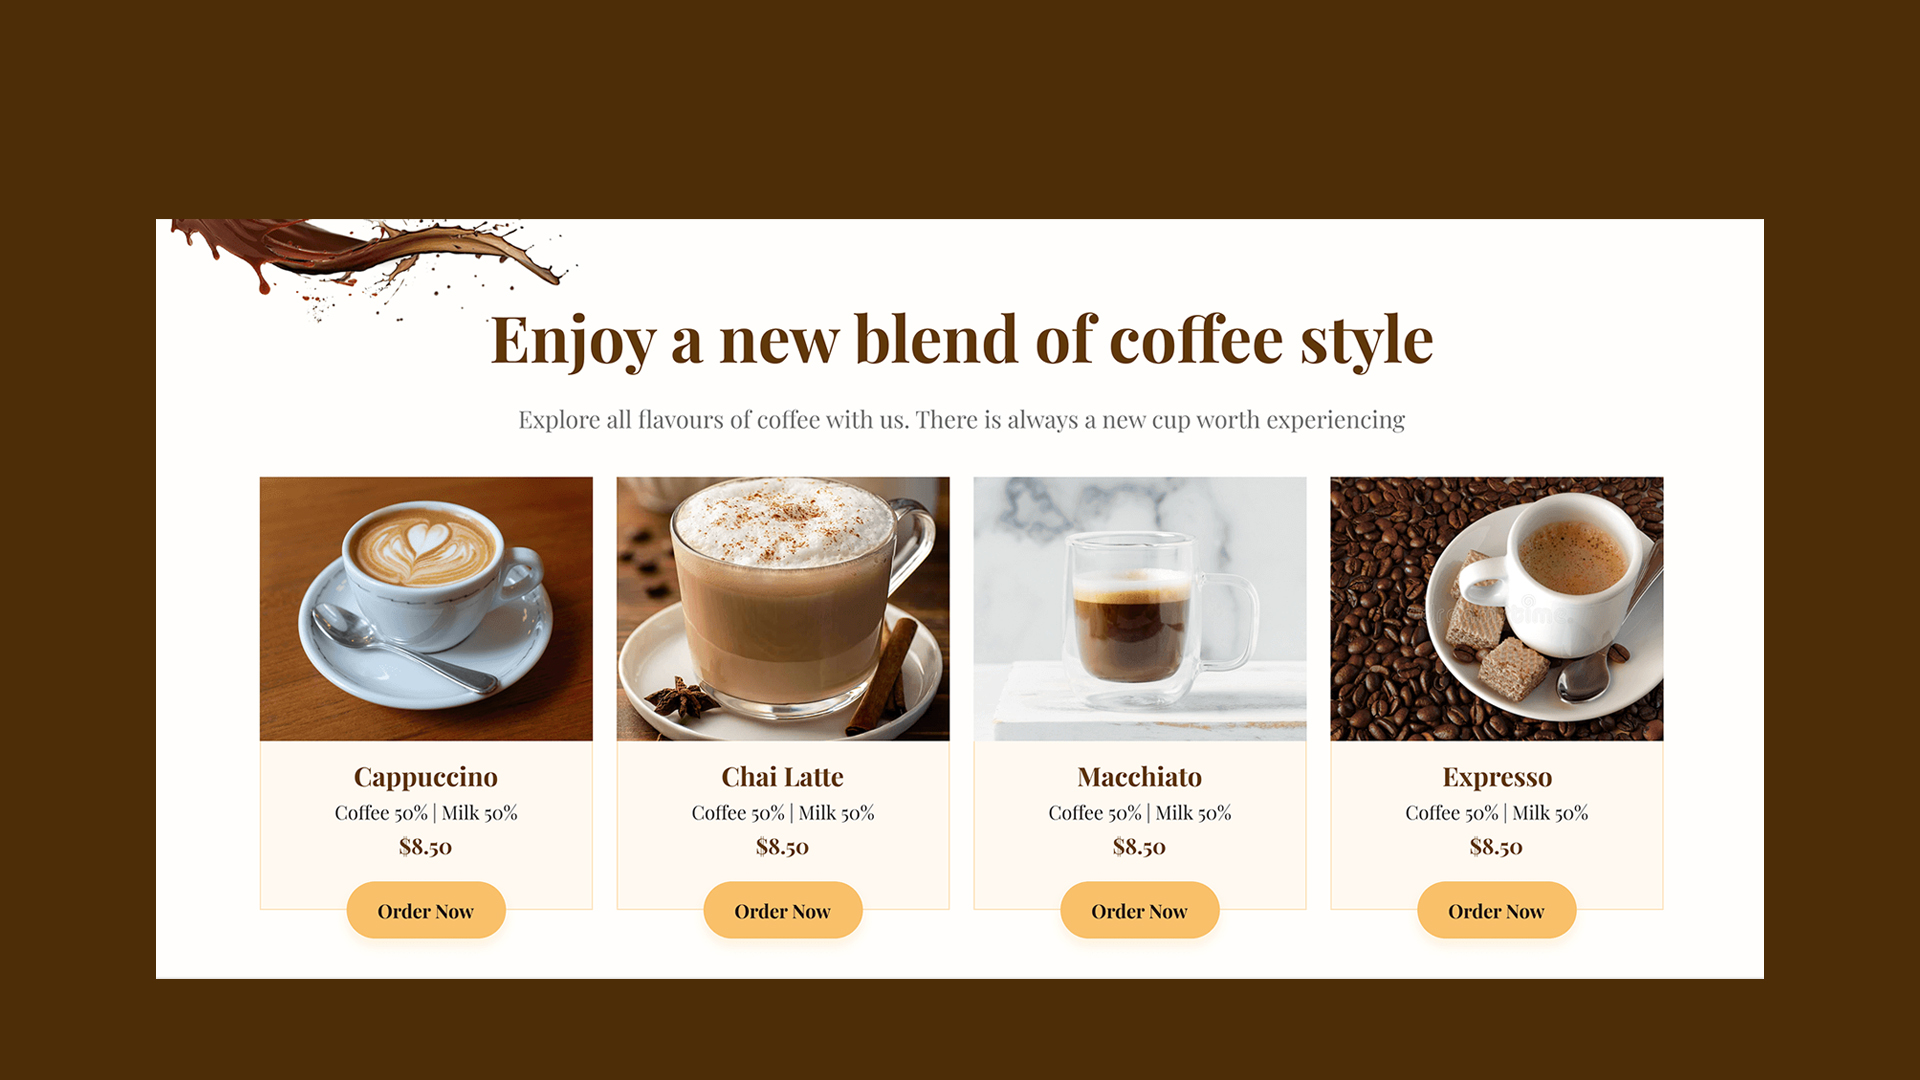 Enjoy a new blend of coffee style
Explore all flavours of coffee with us. There is always a new cup worth experiencing
Cappuccino
Coffee 50% | Milk 50%
$8.50
Order Now
Chai Latte
Coffee 50% | Milk 50%
$8.50
Order Now
Macchiato
Coffee 50% | Milk 50%
$8.50
Order Now
Expresso
Coffee 50% | Milk 50%
$8.50
Order Now